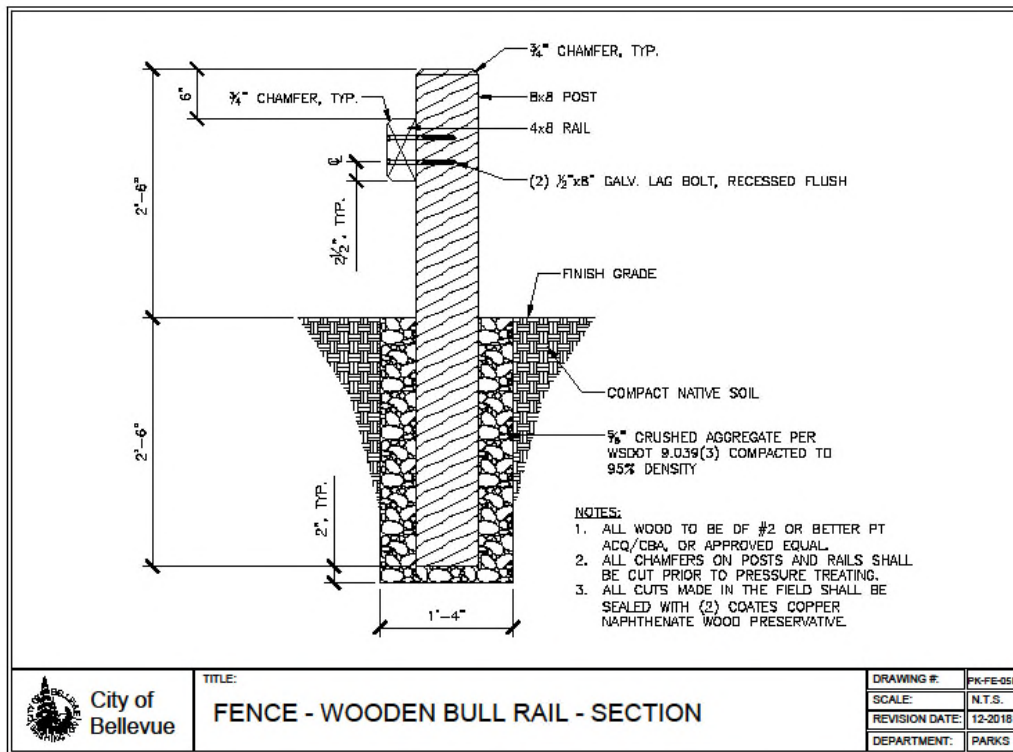 ¾" CHAMFER, TYP.
6"
¾" CHAMFER, TYP.
8x8 POST
4x8 RAIL
℄
(2) ½"x8" GALV. LAG BOLT, RECESSED FLUSH
2'-6"
2½", TYP.
FINISH GRADE
COMPACT NATIVE SOIL
2'-6"
⅝" CRUSHED AGGREGATE PER
WSDOT 9.039(3) COMPACTED TO
95% DENSITY
2", TYP.
1'-4"
NOTES:
1. ALL WOOD TO BE DF #2 OR BETTER PT
ACQ/CBA, OR APPROVED EQUAL.
2. ALL CHAMFERS ON POSTS AND RAILS SHALL
BE CUT PRIOR TO PRESSURE TREATING.
3. ALL CUTS MADE IN THE FIELD SHALL BE
SEALED WITH (2) COATES COPPER
NAPHTHENATE WOOD PRESERVATIVE.
City of
Bellevue
TITLE:
FENCE - WOODEN BULL RAIL - SECTION
DRAWING #:
SCALE: N.T.S.
REVISION DATE: 12-2018
DEPARTMENT: PARKS